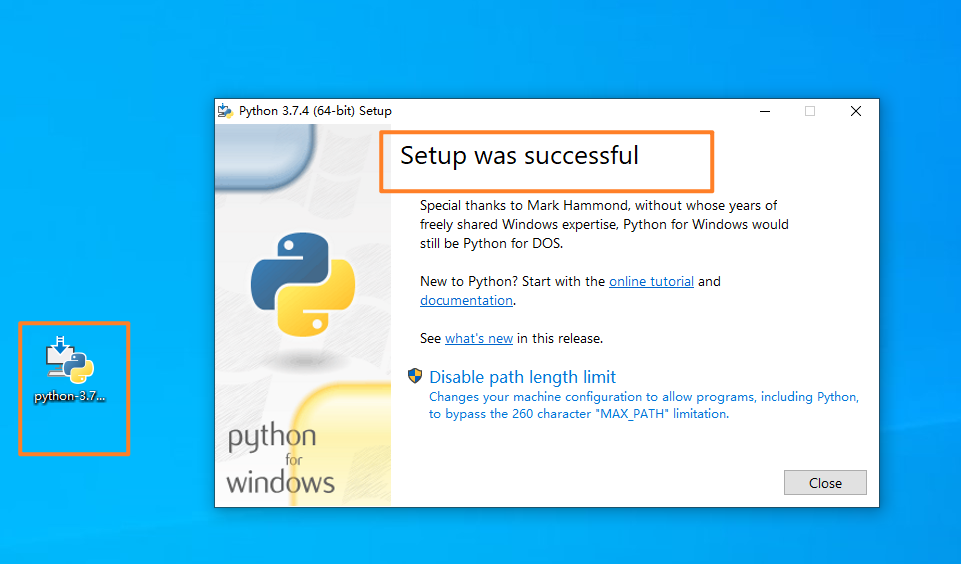 Python 3.7.4 (64-bit) Setup
Setup was successful
Special thanks to Mark Hammond, without whose years of
freely shared Windows expertise, Python for Windows would
still be Python for DOS.
New to Python? Start with the online tutorial and
documentation.
See what's new in this release.
Disable path length limit
Changes your machine configuration to allow programs, including Python,
to bypass the 260 character "MAX_PATH" limitation.
python
for
windows
Close
python-3.7...